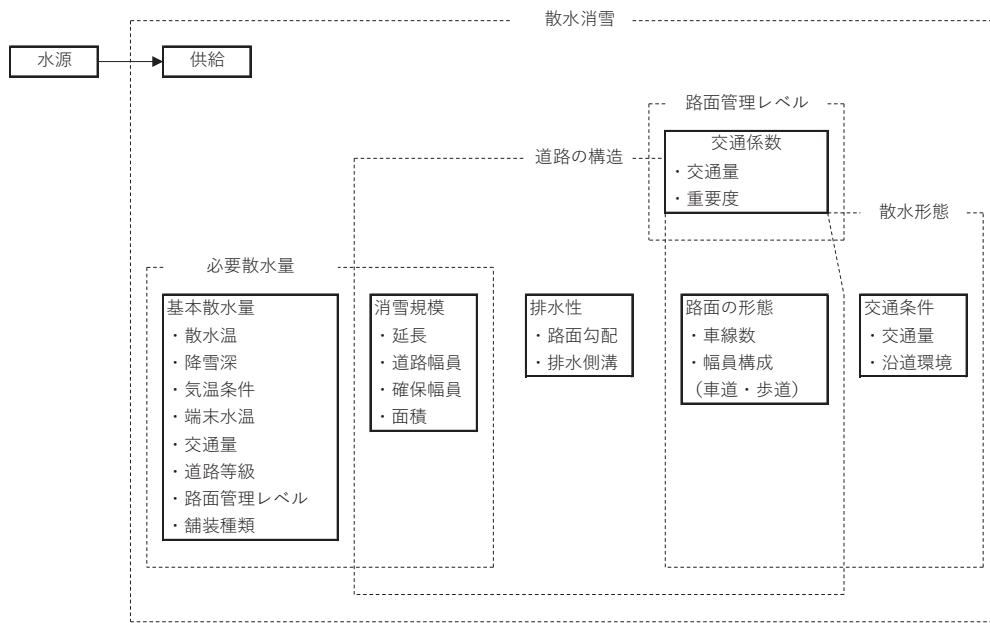 散水消雪
水源
供給
路面管理レベル
交通係数
・交通量
・重要度
道路の構造
散水形態
必要散水量
基本散水量
・散水温
・降雪深
・気温条件
・端末水温
・交通量
・道路等級
・路面管理レベル
・舗装種類
消雪規模
・延長
・道路幅員
・確保幅員
・面積
排水性
・路面勾配
・排水側溝
路面の形態
・車線数
・幅員構成
（車道・歩道）
交通条件
・交通量
・沿道環境